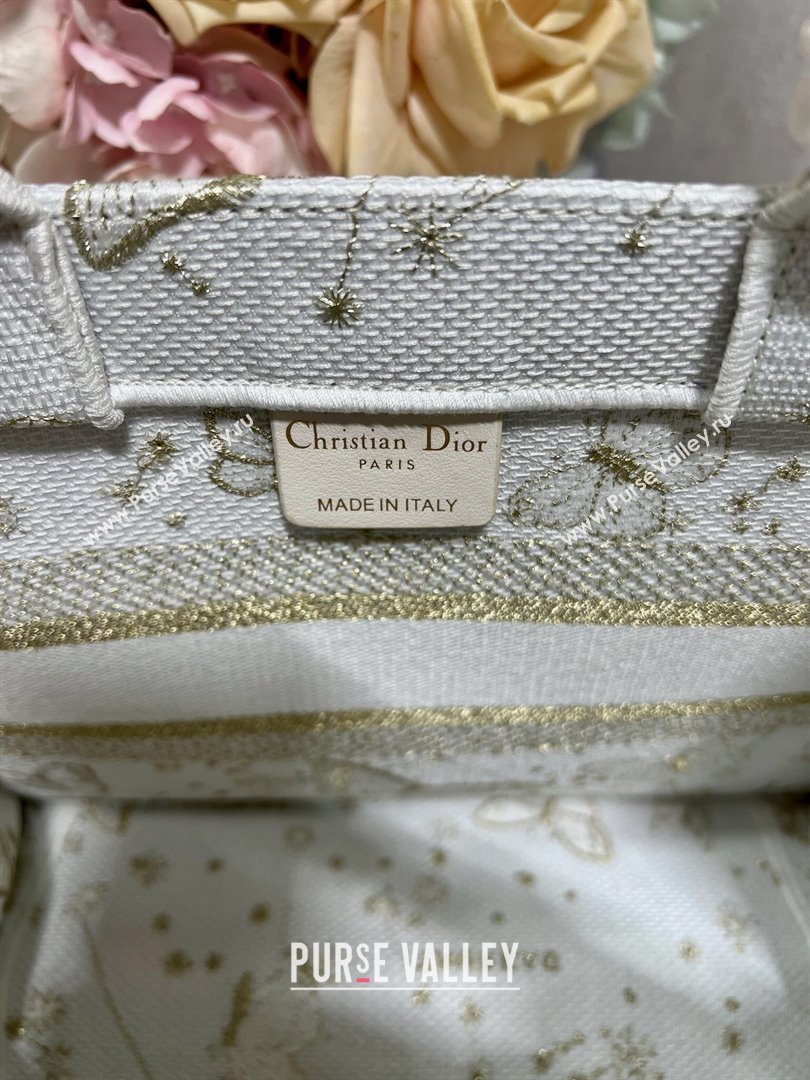 Christian Dior
PARIS
MADE IN ITALY
www.PurseValley.ru
www.PurseValley.ru
PURSE VALLEY